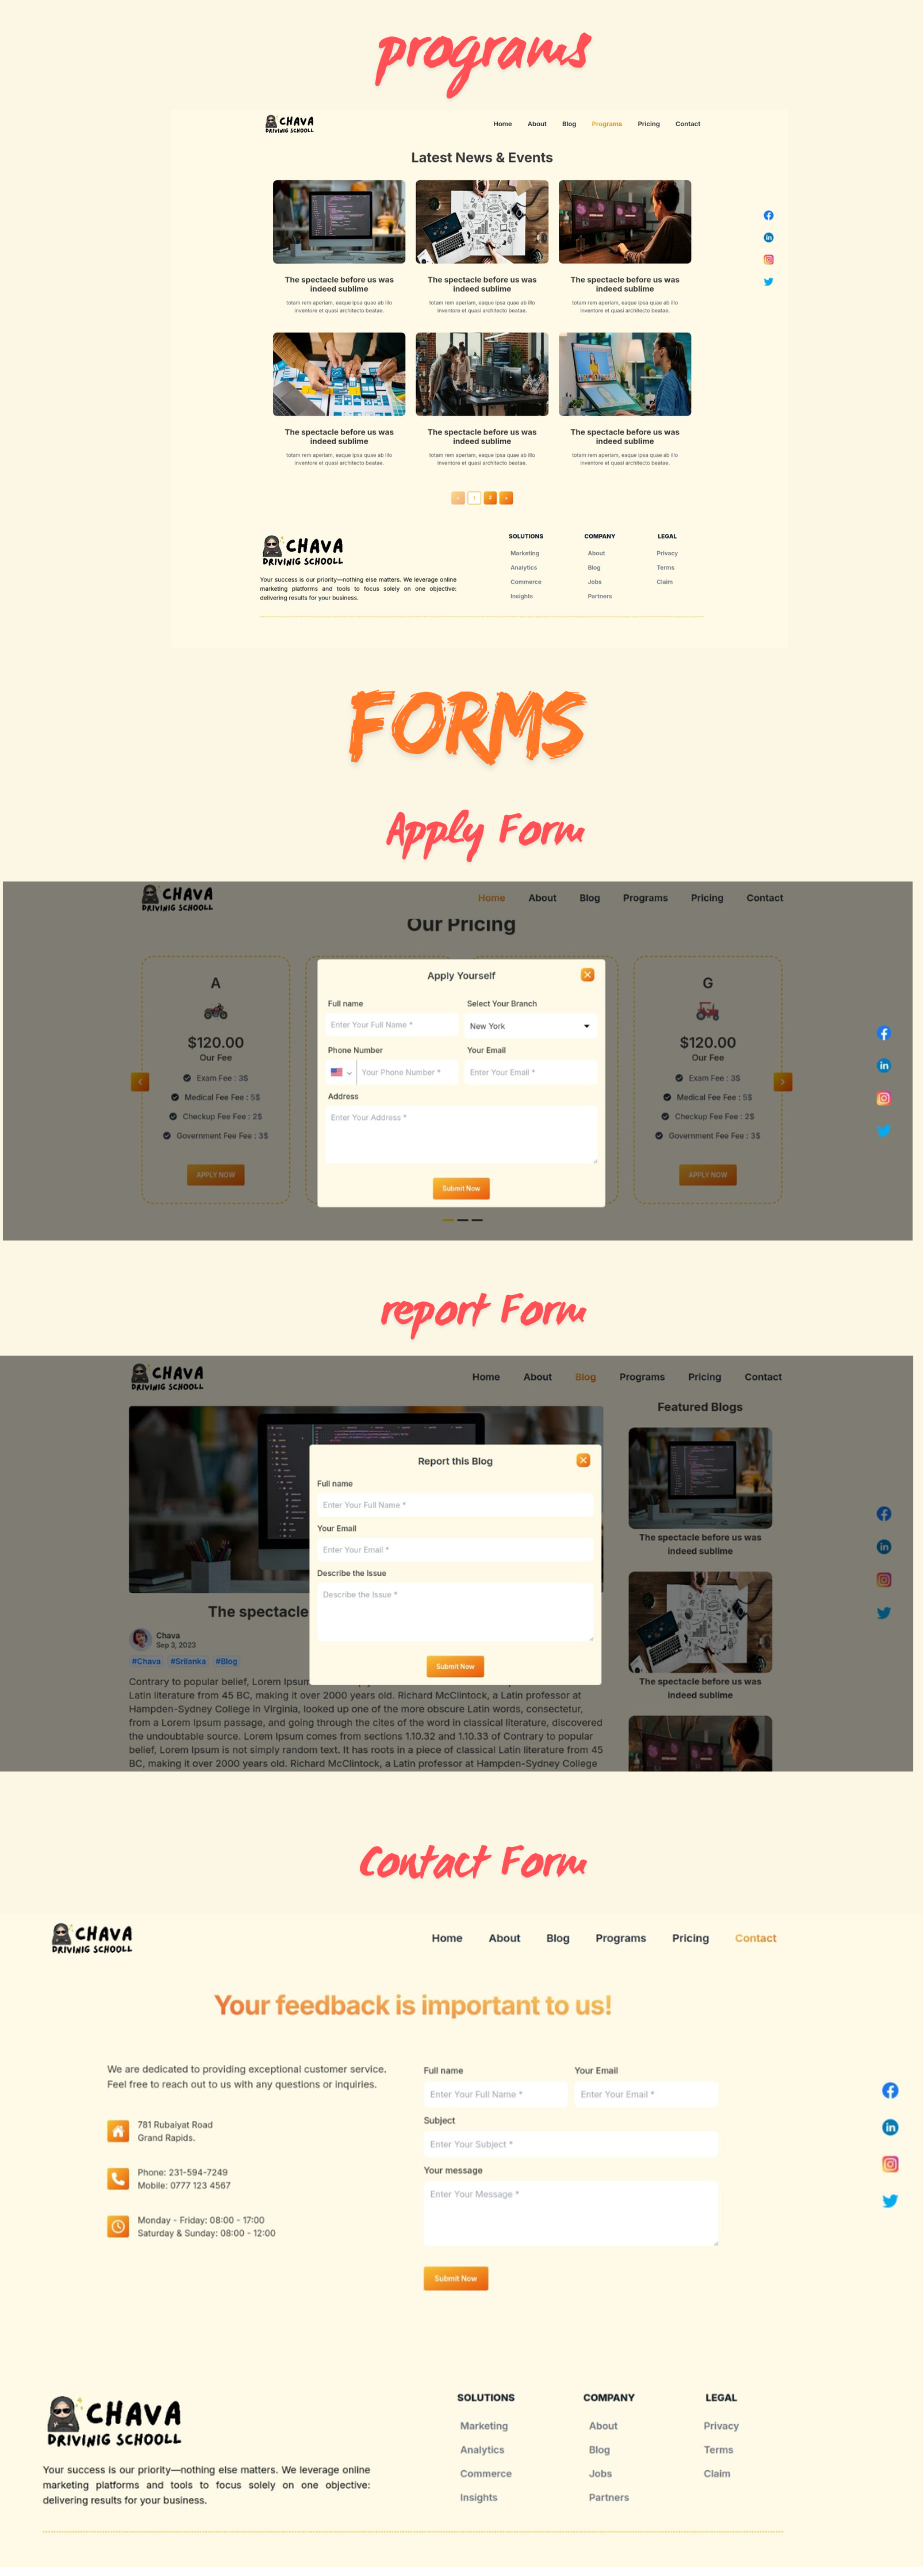 programs
CHAVA
DRIVINIG SCHOOLL
Home About Blog Programs Pricing Contact
Latest News & Events
The spectacle before us was
indeed sublime
totam rem aperiam, eaque ipsa quae ab illo
inventore et quasi architecto beatae.
The spectacle before us was
indeed sublime
totam rem aperiam, eaque ipsa quae ab illo
inventore et quasi architecto beatae.
The spectacle before us was
indeed sublime
totam rem aperiam, eaque ipsa quae ab illo
inventore et quasi architecto beatae.
The spectacle before us was
indeed sublime
totam rem aperiam, eaque ipsa quae ab illo
inventore et quasi architecto beatae.
The spectacle before us was
indeed sublime
totam rem aperiam, eaque ipsa quae ab illo
inventore et quasi architecto beatae.
The spectacle before us was
indeed sublime
totam rem aperiam, eaque ipsa quae ab illo
inventore et quasi architecto beatae.
« 1 2 »
CHAVA
DRIVINIG SCHOOLL
Your success is our priority—nothing else matters. We leverage online
marketing platforms and tools to focus solely on one objective:
delivering results for your business.
SOLUTIONS
Marketing
Analytics
Commerce
Insights
COMPANY
About
Blog
Jobs
Partners
LEGAL
Privacy
Terms
Claim
FORMS
Apply Form
CHAVA
DRIVINIG SCHOOLL
Home About Blog Programs Pricing Contact
Our Pricing
A
$120.00
Our Fee
Exam Fee : 3$
Medical Fee Fee : 5$
Checkup Fee Fee : 2$
Government Fee Fee : 3$
APPLY NOW
Apply Yourself
Full name
Enter Your Full Name *
Select Your Branch
New York
Phone Number
Your Phone Number *
Your Email
Enter Your Email *
Address
Enter Your Address *
Submit Now
G
$120.00
Our Fee
Exam Fee : 3$
Medical Fee Fee : 5$
Checkup Fee Fee : 2$
Government Fee Fee : 3$
APPLY NOW
report Form
CHAVA
DRIVINIG SCHOOLL
Home About Blog Programs Pricing Contact
Report this Blog
Full name
Enter Your Full Name *
Your Email
Enter Your Email *
Describe the Issue
Describe the Issue *
Submit Now
The spectacle
Chava
Sep 3, 2023
#Chava #Srilanka #Blog
Contrary to popular belief, Lorem Ipsum
Latin literature from 45 BC, making it over 2000 years old. Richard McClintock, a Latin professor at
Hampden-Sydney College in Virginia, looked up one of the more obscure Latin words, consectetur,
from a Lorem Ipsum passage, and going through the cites of the word in classical literature, discovered
the undoubtable source. Lorem Ipsum comes from sections 1.10.32 and 1.10.33 of Contrary to popular
belief, Lorem Ipsum is not simply random text. It has roots in a piece of classical Latin literature from 45
BC, making it over 2000 years old. Richard McClintock, a Latin professor at Hampden-Sydney College
Featured Blogs
The spectacle before us was
indeed sublime
The spectacle before us was
indeed sublime
Contact Form
CHAVA
DRIVINIG SCHOOLL
Home About Blog Programs Pricing Contact
Your feedback is important to us!
We are dedicated to providing exceptional customer service.
Feel free to reach out to us with any questions or inquiries.
781 Rubaiyat Road
Grand Rapids.
Phone: 231-594-7249
Mobile: 0777 123 4567
Monday - Friday: 08:00 - 17:00
Saturday & Sunday: 08:00 - 12:00
Full name
Enter Your Full Name *
Your Email
Enter Your Email *
Subject
Enter Your Subject *
Your message
Enter Your Message *
Submit Now
CHAVA
DRIVINIG SCHOOLL
Your success is our priority—nothing else matters. We leverage online
marketing platforms and tools to focus solely on one objective:
delivering results for your business.
SOLUTIONS
Marketing
Analytics
Commerce
Insights
COMPANY
About
Blog
Jobs
Partners
LEGAL
Privacy
Terms
Claim